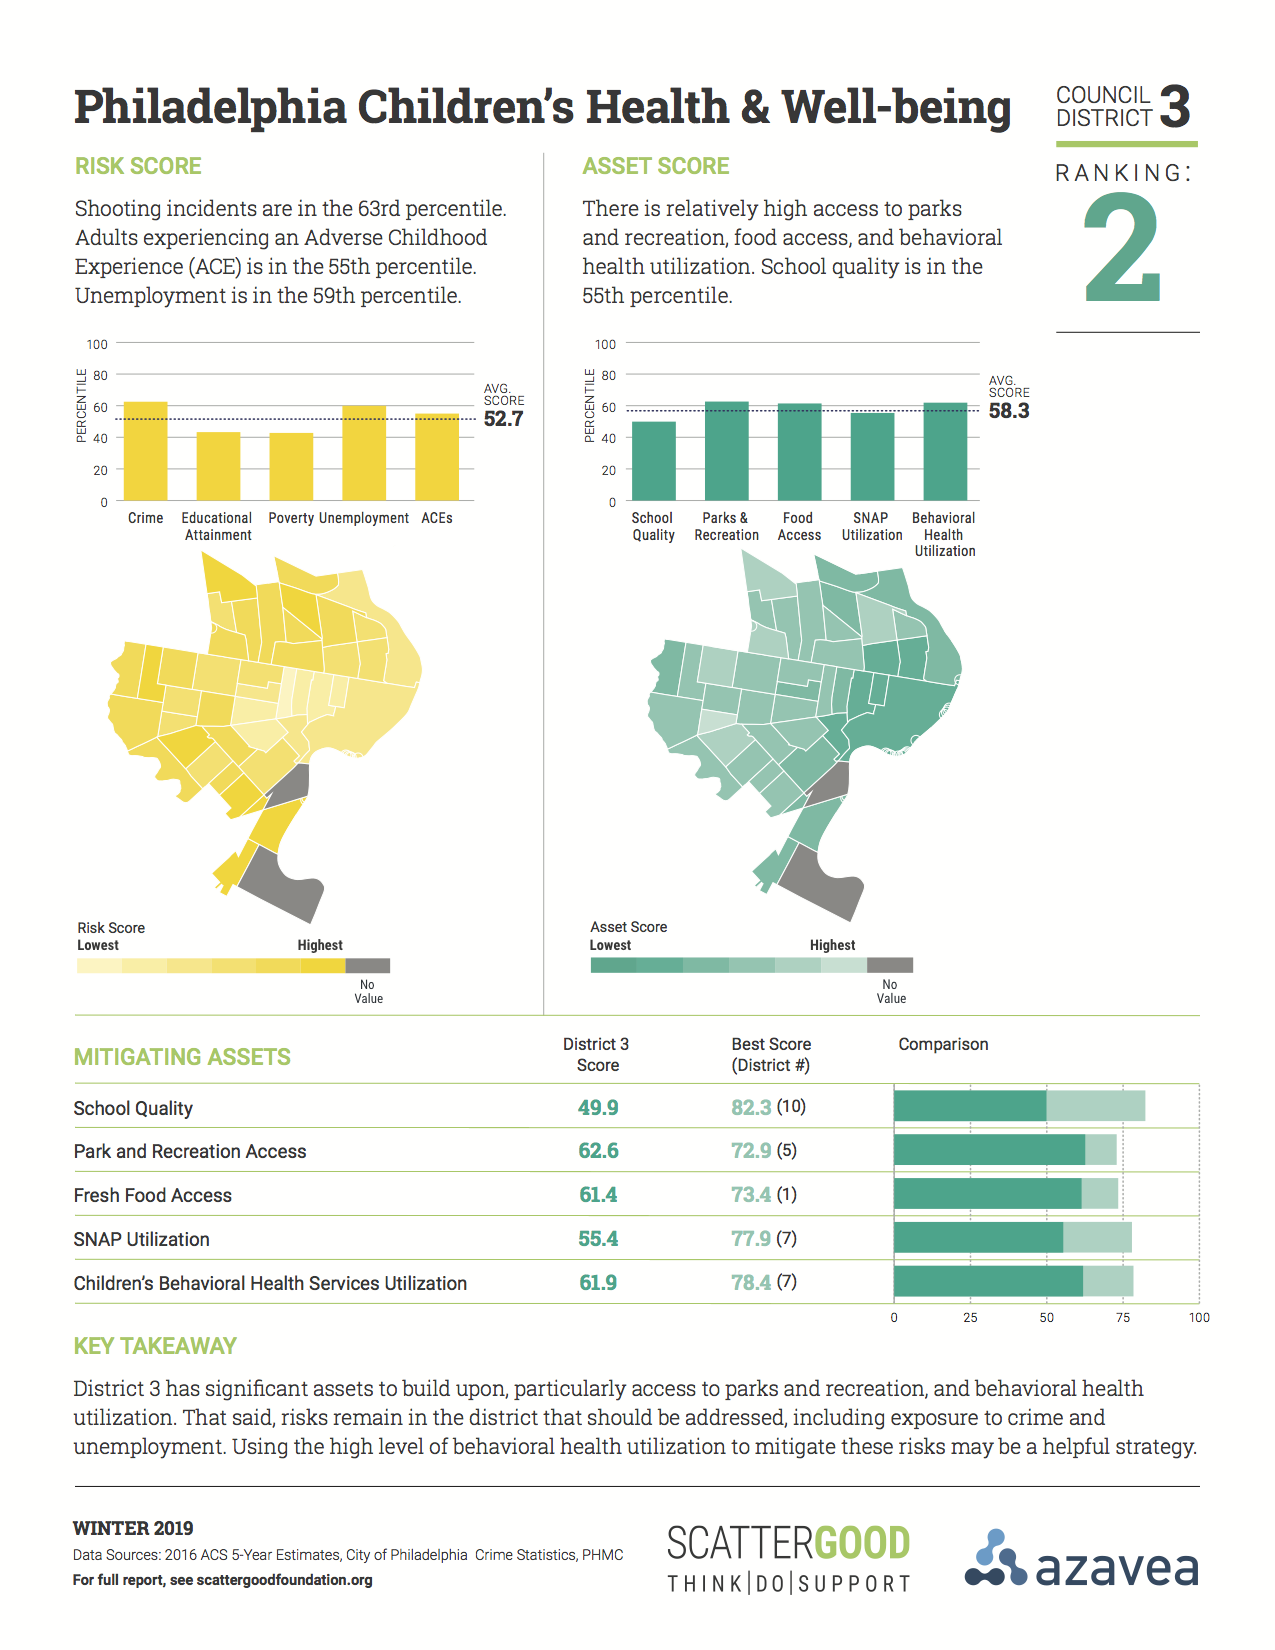 Philadelphia Children's Health & Well-being
COUNCIL
DISTRICT 3
RANKING:
2
RISK SCORE
Shooting incidents are in the 63rd percentile.
Adults experiencing an Adverse Childhood
Experience (ACE) is in the 55th percentile.
Unemployment is in the 59th percentile.
ASSET SCORE
There is relatively high access to parks
and recreation, food access, and behavioral
health utilization. School quality is in the
55th percentile.
PERCENTILE
100
80
60
40
20
0
AVG.
SCORE
52.7
Crime Educational Attainment Poverty Unemployment ACEs
PERCENTILE
100
80
60
40
20
0
AVG.
SCORE
58.3
School Quality Parks & Recreation Food Access SNAP Utilization Behavioral Health Utilization
Risk Score
Lowest Highest
No
Value
Asset Score
Lowest Highest
No
Value
MITIGATING ASSETS
District 3
Score
Best Score
(District #)
Comparison
School Quality 49.9 82.3 (10)
Park and Recreation Access 62.6 72.9 (5)
Fresh Food Access 61.4 73.4 (1)
SNAP Utilization 55.4 77.9 (7)
Children's Behavioral Health Services Utilization 61.9 78.4 (7)
0 25 50 75 100
KEY TAKEAWAY
District 3 has significant assets to build upon, particularly access to parks and recreation, and behavioral health
utilization. That said, risks remain in the district that should be addressed, including exposure to crime and
unemployment. Using the high level of behavioral health utilization to mitigate these risks may be a helpful strategy.
WINTER 2019
Data Sources: 2016 ACS 5-Year Estimates, City of Philadelphia Crime Statistics, PHMC
For full report, see scattergoodfoundation.org
SCATTERGOOD
THINK|DO|SUPPORT
azavea